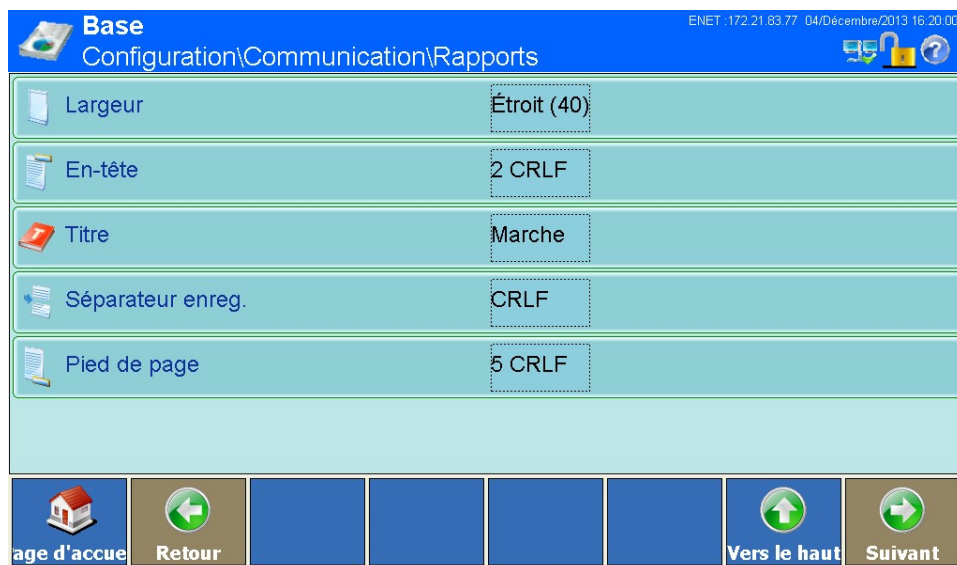 Base
ENET :172.21.83.77 04/Décembre/2013 16:20:00
Configuration\Communication\Rapports
Largeur Étroit (40)
En-tête 2 CRLF
Titre Marche
Séparateur enreg. CRLF
Pied de page 5 CRLF
age d'accue Retour Vers le haut Suivant